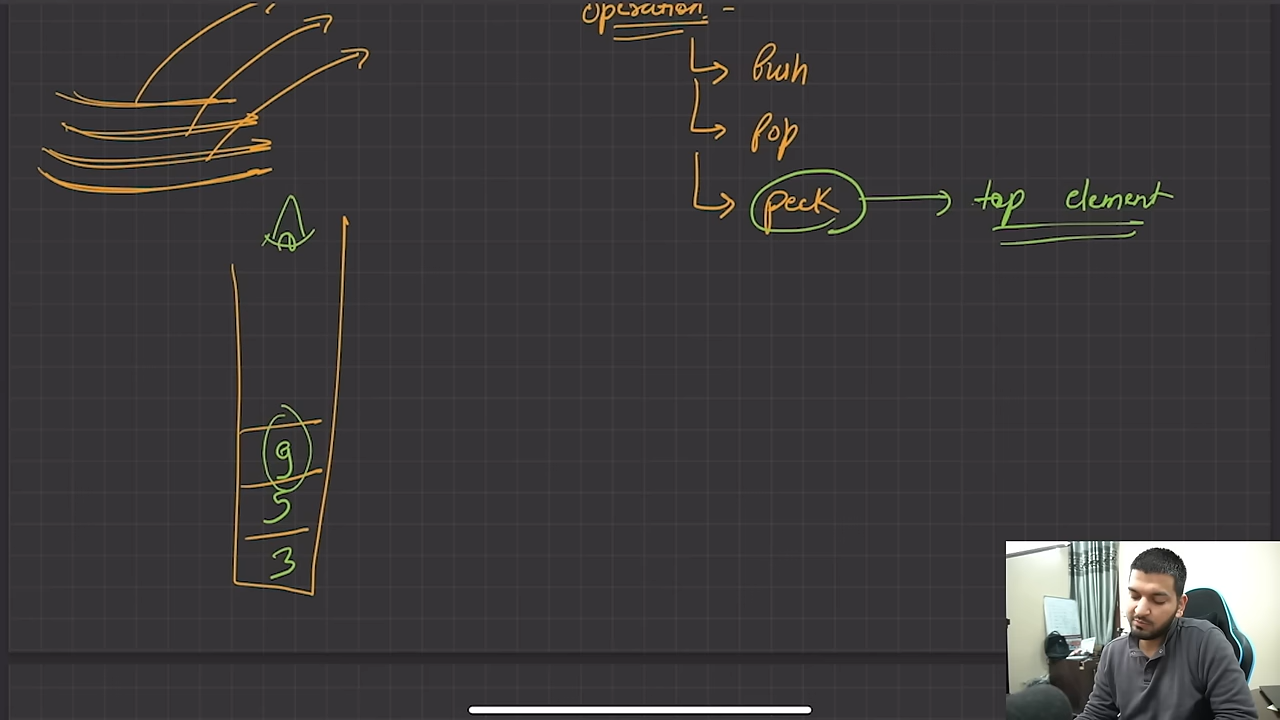 Operation: -
Push
Pop
peek
top element
9
5
3